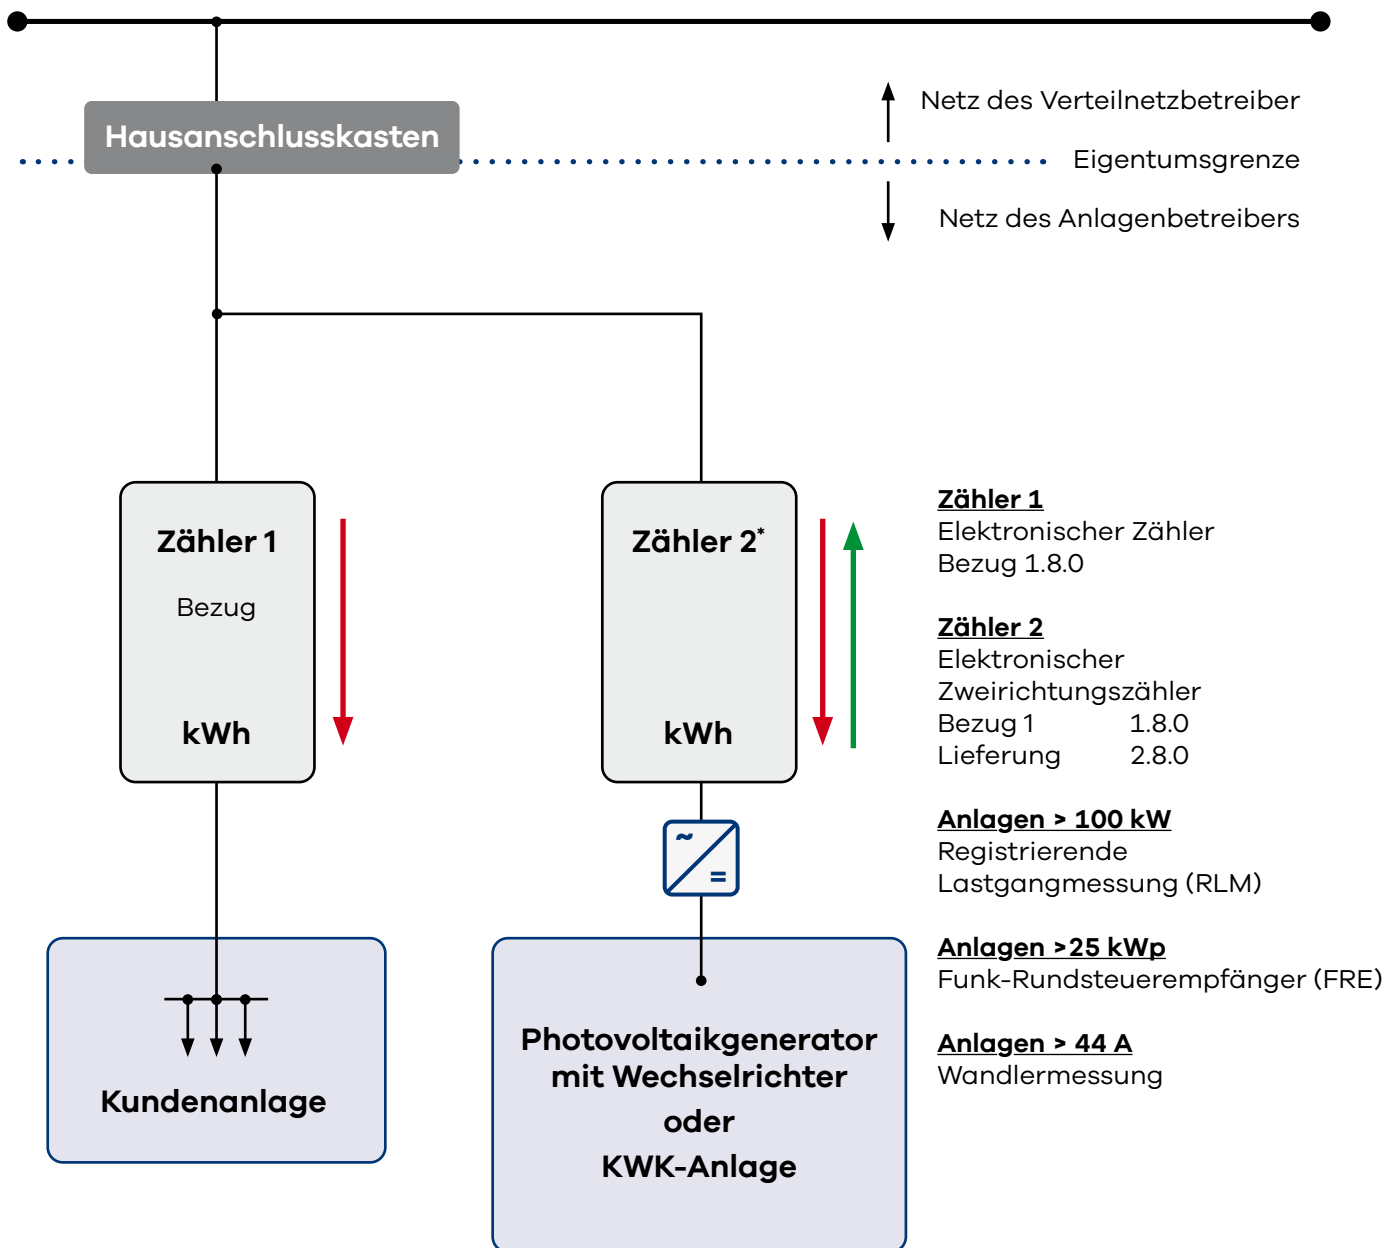 Hausanschlusskasten
Netz des Verteilnetzbetreiber
Eigentumsgrenze
Netz des Anlagenbetreibers
Zähler 1
Bezug
kWh
Zähler 2*
kWh
~
=
Kundenanlage
Photovoltaikgenerator
mit Wechselrichter
oder
KWK-Anlage
Zähler 1
Elektronischer Zähler
Bezug 1.8.0
Zähler 2
Elektronischer
Zweirichtungszähler
Bezug 1 1.8.0
Lieferung 2.8.0
Anlagen > 100 kW
Registrierende
Lastgangmessung (RLM)
Anlagen >25 kWp
Funk-Rundsteuerempfänger (FRE)
Anlagen > 44 A
Wandlermessung